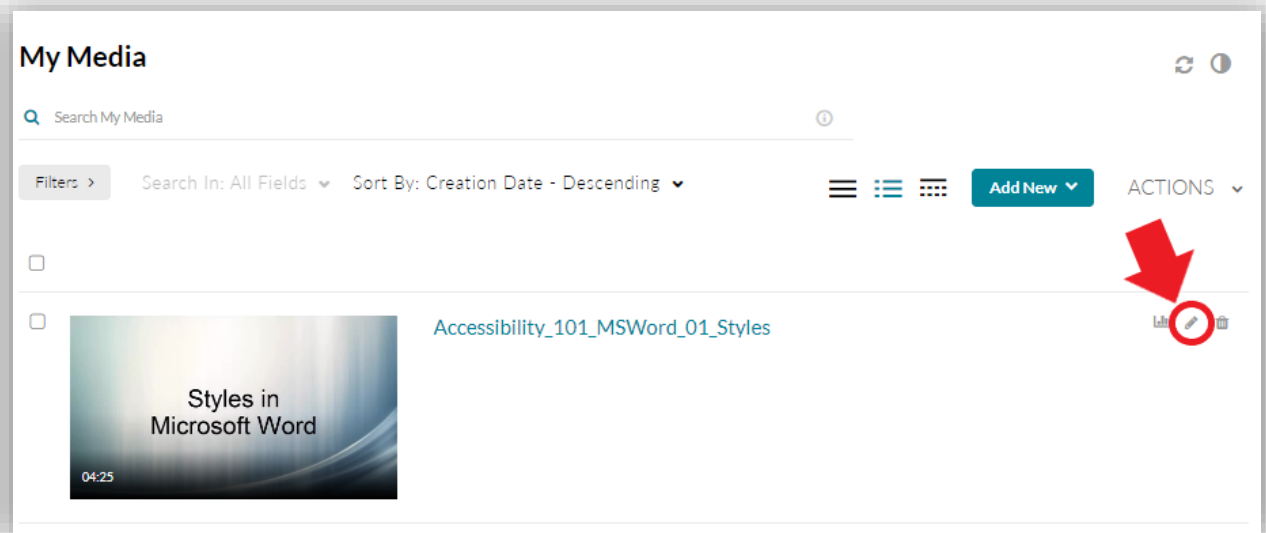 My Media
Search My Media
Filters >
Search In: All Fields
Sort By: Creation Date - Descending
Add New
ACTIONS
Accessibility_101_MSWord_01_Styles
Styles in
Microsoft Word
04:25